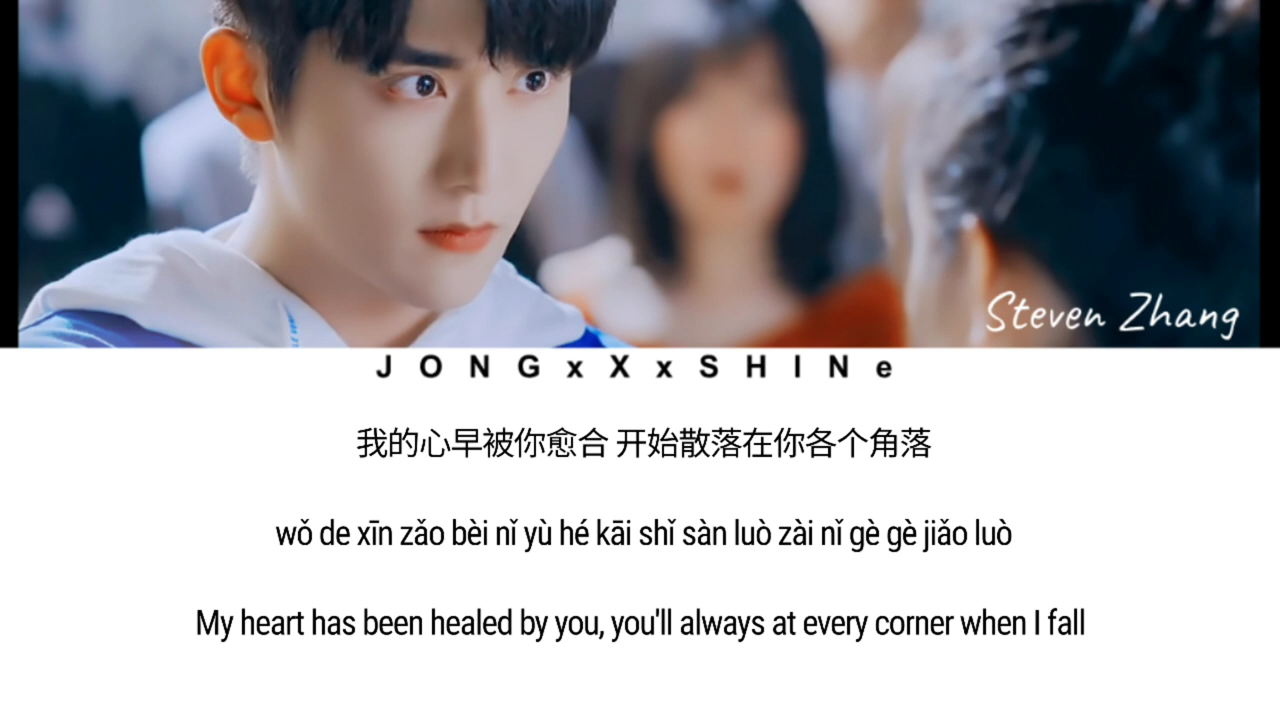 Steven Zhang
J O N G x X x S H I N e
我的心早被你愈合 开始散落在你各个角落
wǒ de xīn zǎo bèi nǐ yù hé kāi shǐ sàn luò zài nǐ gè gè jiǎo luò
My heart has been healed by you, you'll always at every corner when I fall